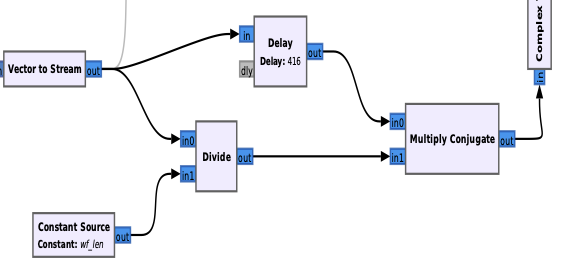 Vector to Stream
out
in
Delay
Delay: 416
dly
out
in0
Divide
in1
out
Constant Source
Constant: wf_len
out
in0
Multiply Conjugate
in1
out
Complex
in